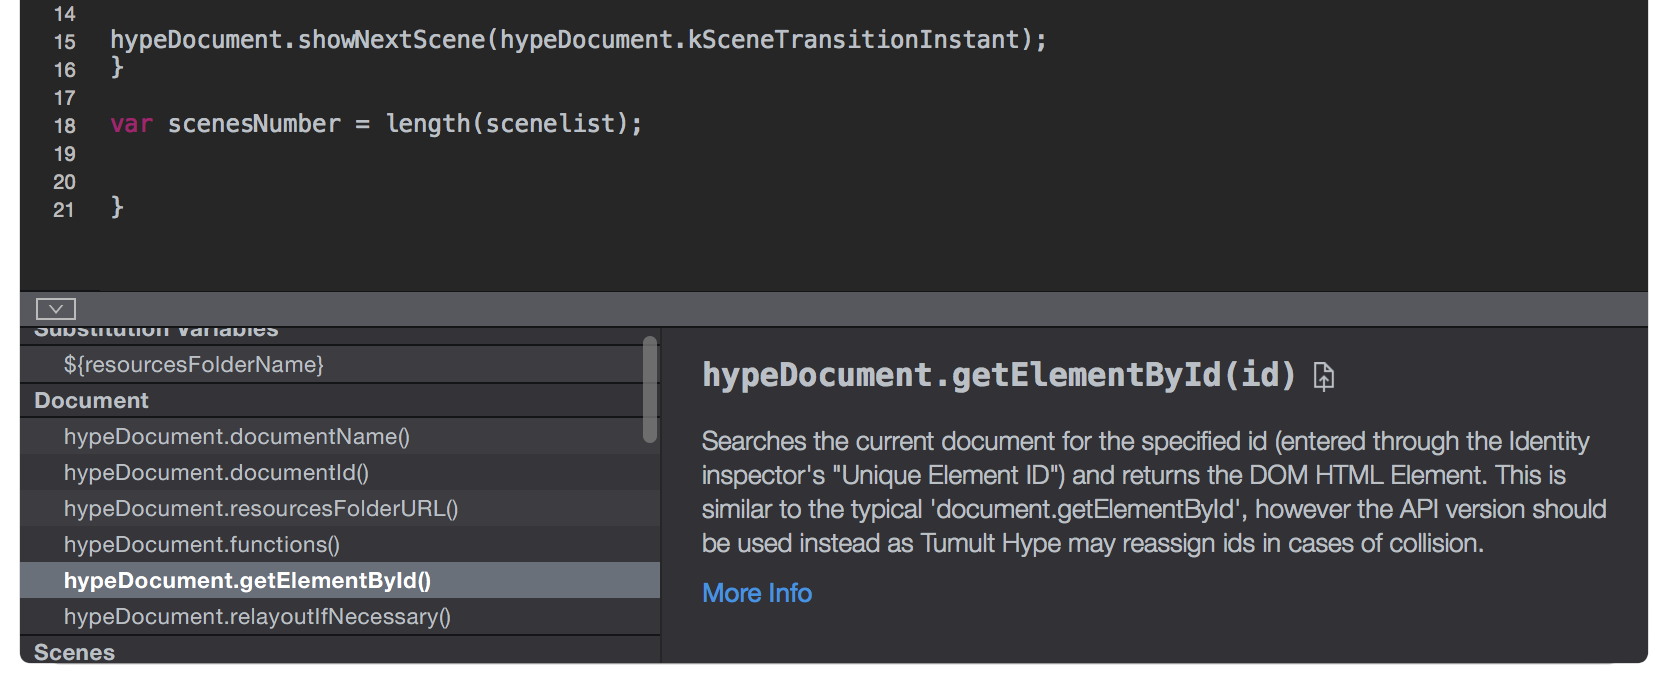 14
15 hypeDocument.showNextScene(hypeDocument.kSceneTransitionInstant);
16 }
17
18 var scenesNumber = length(scenelist);
19
20
21 }
Substitution Variables
${resourcesFolderName}
Document
hypeDocument.documentName()
hypeDocument.documentId()
hypeDocument.resourcesFolderURL()
hypeDocument.functions()
hypeDocument.getElementById()
hypeDocument.relayoutIfNecessary()
Scenes
hypeDocument.getElementById(id)
Searches the current document for the specified id (entered through the Identity
inspector's "Unique Element ID") and returns the DOM HTML Element. This is
similar to the typical 'document.getElementById', however the API version should
be used instead as Tumult Hype may reassign ids in cases of collision.
More Info